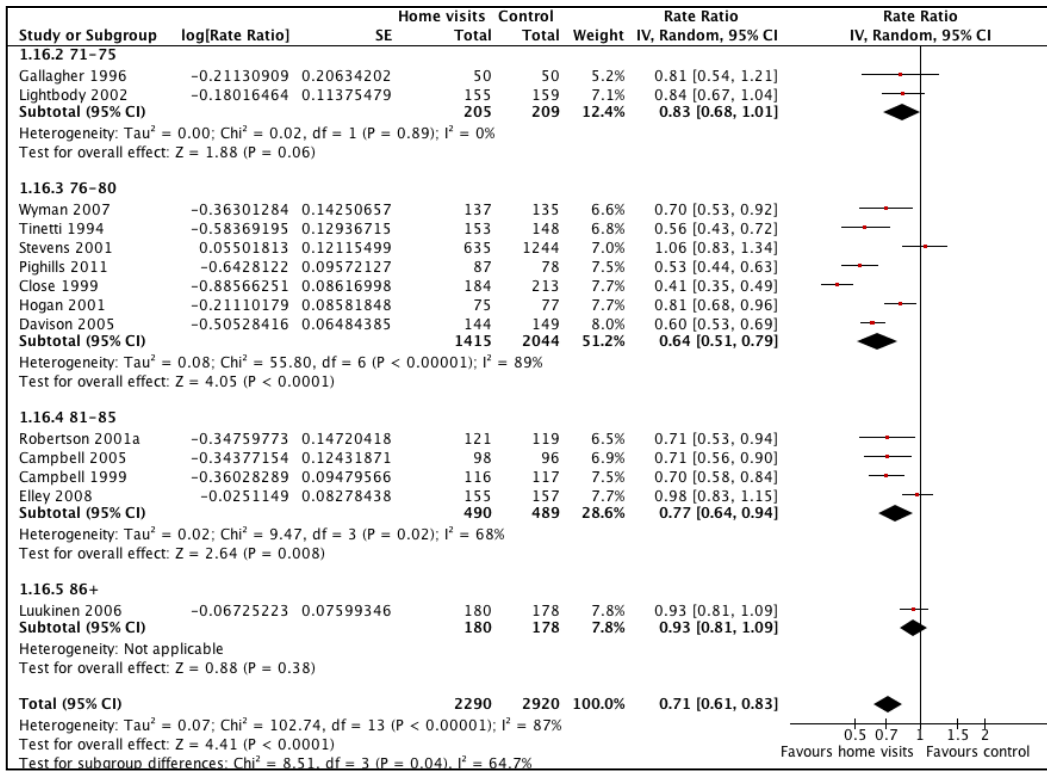 Home visits Control Rate Ratio Rate Ratio
Study or Subgroup log[Rate Ratio] SE Total Total Weight IV, Random, 95% CI IV, Random, 95% CI
1.16.2 71-75
Gallagher 1996 -0.21130909 0.20634202 50 50 5.2% 0.81 [0.54, 1.21]
Lightbody 2002 -0.18016464 0.11375479 155 159 7.1% 0.84 [0.67, 1.04]
Subtotal (95% CI) 205 209 12.4% 0.83 [0.68, 1.01]
Heterogeneity: Tau² = 0.00; Chi² = 0.02, df = 1 (P = 0.89); I² = 0%
Test for overall effect: Z = 1.88 (P = 0.06)
1.16.3 76-80
Wyman 2007 -0.36301284 0.14250657 137 135 6.6% 0.70 [0.53, 0.92]
Tinetti 1994 -0.58369195 0.12936715 153 148 7.0% 0.56 [0.43, 0.72]
Stevens 2001 0.05501813 0.12115499 635 1244 7.0% 1.06 [0.83, 1.34]
Pighills 2011 -0.6428122 0.09572127 87 78 7.5% 0.53 [0.44, 0.63]
Close 1999 -0.88566251 0.08616998 184 213 7.7% 0.41 [0.35, 0.49]
Hogan 2001 -0.21110179 0.08581848 75 77 7.7% 0.81 [0.68, 0.96]
Davison 2005 -0.50528416 0.06484385 144 149 8.0% 0.60 [0.53, 0.69]
Subtotal (95% CI) 1415 2044 51.2% 0.64 [0.51, 0.79]
Heterogeneity: Tau² = 0.08; Chi² = 55.80, df = 6 (P < 0.00001); I² = 89%
Test for overall effect: Z = 4.05 (P < 0.0001)
1.16.4 81-85
Robertson 2001a -0.34759773 0.14720418 121 119 6.5% 0.71 [0.53, 0.94]
Campbell 2005 -0.34377154 0.12431871 98 96 6.9% 0.71 [0.56, 0.90]
Campbell 1999 -0.36028289 0.09479566 116 117 7.5% 0.70 [0.58, 0.84]
Elley 2008 -0.0251149 0.08278438 155 157 7.7% 0.98 [0.83, 1.15]
Subtotal (95% CI) 490 489 28.6% 0.77 [0.64, 0.94]
Heterogeneity: Tau² = 0.02; Chi² = 9.47, df = 3 (P = 0.02); I² = 68%
Test for overall effect: Z = 2.64 (P = 0.008)
1.16.5 86+
Luukinen 2006 -0.06725223 0.07599346 180 178 7.8% 0.93 [0.81, 1.09]
Subtotal (95% CI) 180 178 7.8% 0.93 [0.81, 1.09]
Heterogeneity: Not applicable
Test for overall effect: Z = 0.88 (P = 0.38)
Total (95% CI) 2290 2920 100.0% 0.71 [0.61, 0.83]
Heterogeneity: Tau² = 0.07; Chi² = 102.74, df = 13 (P < 0.00001); I² = 87%
Test for overall effect: Z = 4.41 (P < 0.0001)
Test for subgroup differences: Chi² = 8.51, df = 3 (P = 0.04), I² = 64.7%
0.5 0.7 1 1.5 2
Favours home visits Favours control